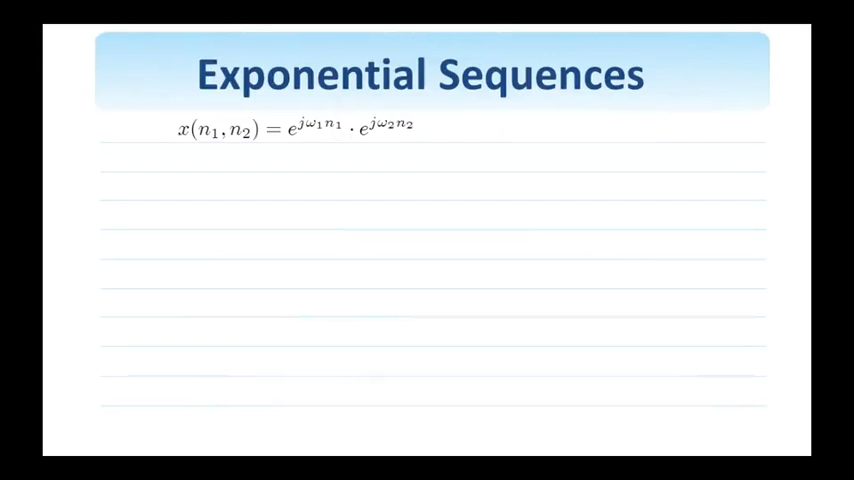 Exponential Sequences
x(n₁, n₂) = e^{jω₁n₁} · e^{jω₂n₂}